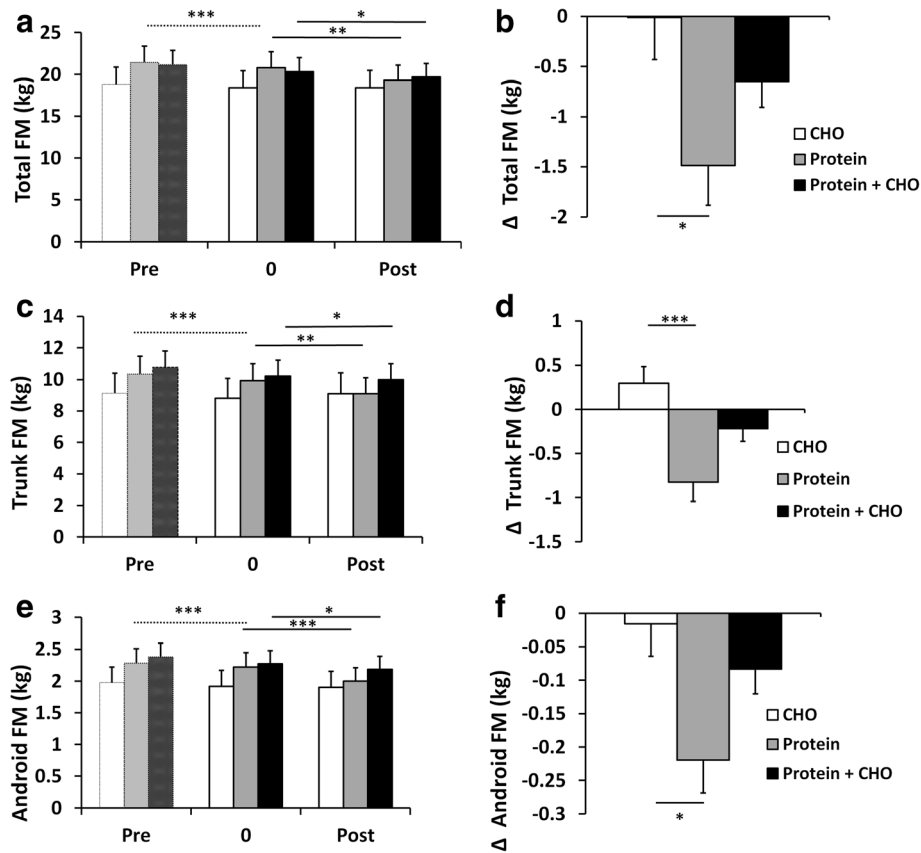 a
***
*
**
Total FM (kg)
25
20
15
10
5
0
Pre
0
Post
b
Δ Total FM (kg)
0
-0.5
-1
-1.5
-2
*
CHO
Protein
Protein + CHO
c
***
*
**
Trunk FM (kg)
14
12
10
8
6
4
2
0
Pre
0
Post
d
Δ Trunk FM (kg)
1
0.5
0
-0.5
-1
-1.5
***
CHO
Protein
Protein + CHO
e
***
*
***
Android FM (kg)
3
2.5
2
1.5
1
0.5
0
Pre
0
Post
f
Δ Android FM (kg)
0
-0.05
-0.1
-0.15
-0.2
-0.25
-0.3
*
CHO
Protein
Protein + CHO